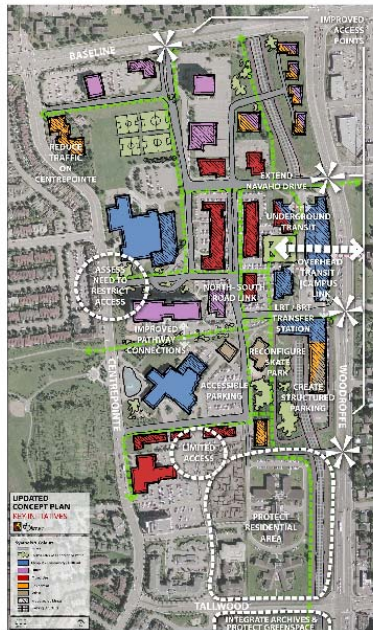 IMPROVED
ACCESS
POINTS
BASELINE
REDUCE
TRAFFIC
ON
CENTREPOINTE
EXTEND
NAVAHO DRIVE
UNDERGROUND
TRANSIT
OVERHEAD
TRANSIT
/CAMPUS
LINK
ASSESS
NEED TO
RESTRICT
ACCESS
NORTH-SOUTH
ROAD LINK
LRT / BRT
TRANSFER
STATION
IMPROVED
PATHWAY
CONNECTIONS
RECONFIGURE
SKATE
PARK
CENTREPOINTE
ACCESSIBLE
PARKING
CREATE
STRUCTURED
PARKING
WOODROFFE
LIMITED
ACCESS
UPDATED
CONCEPT PLAN
KEY INITIATIVES
PROTECT
RESIDENTIAL
AREA
TALLWOOD
INTEGRATE ARCHIVES &
PROTECT GREENSPACE